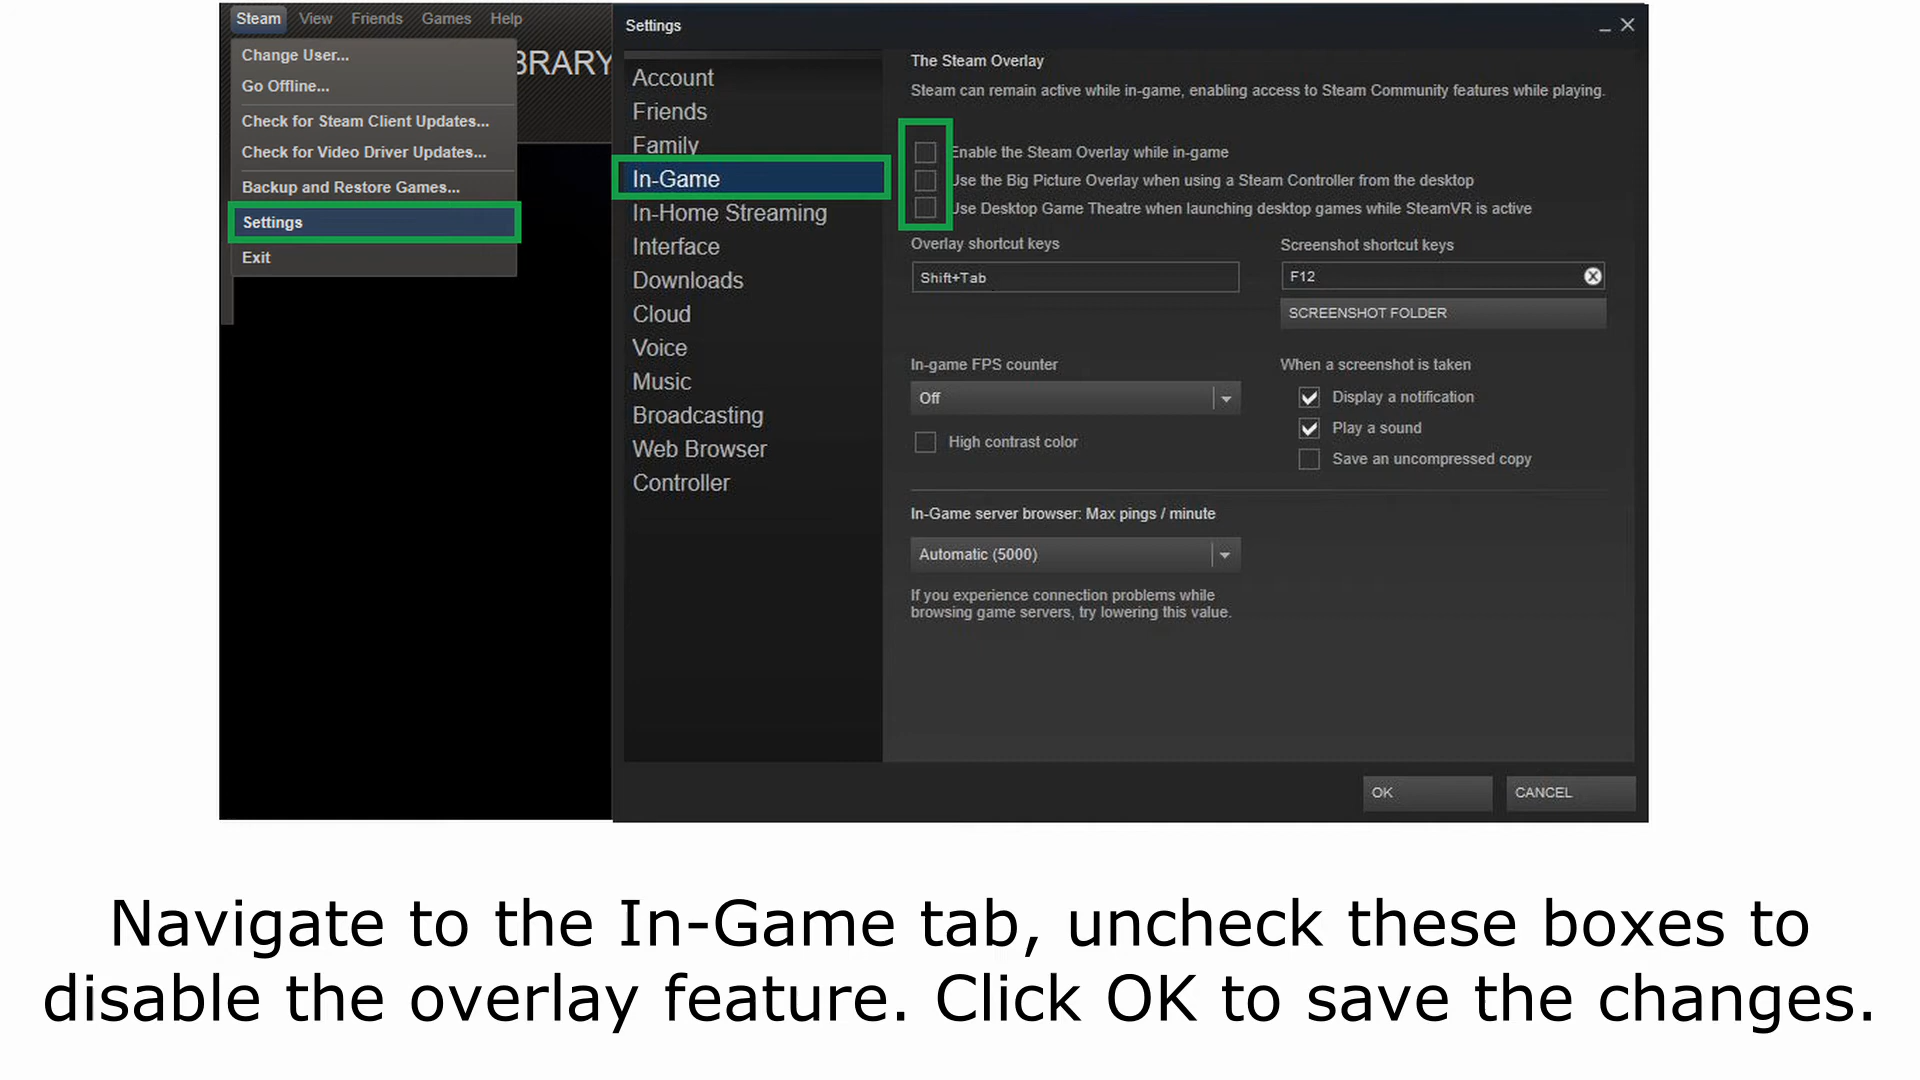 Steam View Friends Games Help
Change User...
Go Offline...
Check for Steam Client Updates...
Check for Video Driver Updates...
Backup and Restore Games...
Settings
Exit
BRARY
Settings
Account
Friends
Family
In-Game
In-Home Streaming
Interface
Downloads
Cloud
Voice
Music
Broadcasting
Web Browser
Controller
The Steam Overlay
Steam can remain active while in-game, enabling access to Steam Community features while playing.
Enable the Steam Overlay while in-game
Use the Big Picture Overlay when using a Steam Controller from the desktop
Use Desktop Game Theatre when launching desktop games while SteamVR is active
Overlay shortcut keys
Shift+Tab
Screenshot shortcut keys
F12
SCREENSHOT FOLDER
In-game FPS counter
Off
High contrast color
When a screenshot is taken
Display a notification
Play a sound
Save an uncompressed copy
In-Game server browser: Max pings / minute
Automatic (5000)
If you experience connection problems while
browsing game servers, try lowering this value.
OK
CANCEL
Navigate to the In-Game tab, uncheck these boxes to
disable the overlay feature. Click OK to save the changes.